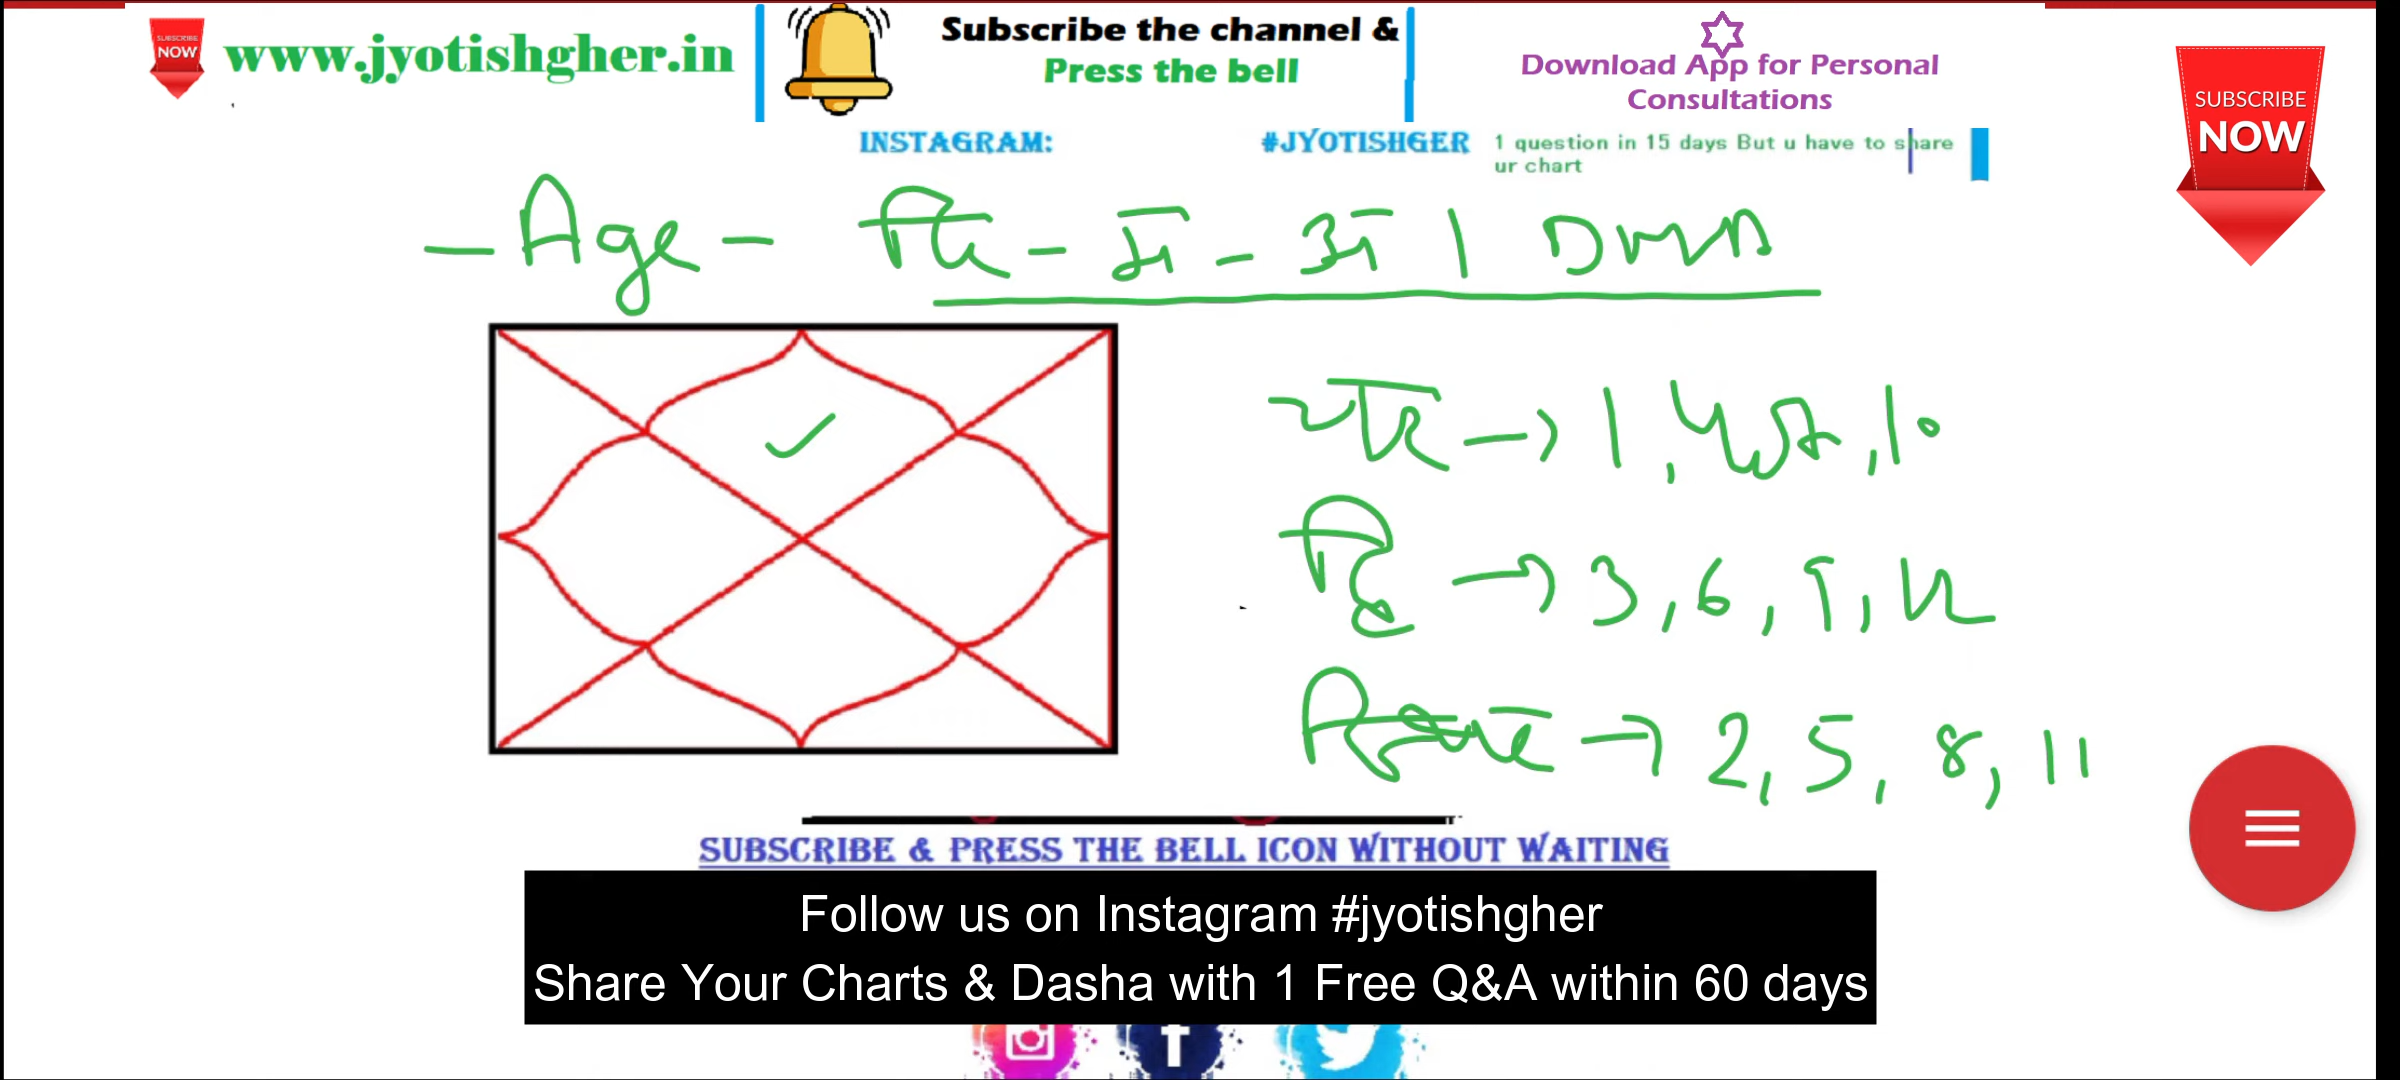 SUBSCRIBE NOW
www.jyotishgher.in
Subscribe the channel &
Press the bell
Download App for Personal
Consultations
SUBSCRIBE
NOW
INSTAGRAM: #JYOTISHGER
1 question in 15 days But u have to share
ur chart
- Age -
→ 1, 4, 10
→ 3, 6, 9, 12
→ 2, 5, 8, 11
SUBSCRIBE & PRESS THE BELL ICON WITHOUT WAITING
Follow us on Instagram #jyotishgher
Share Your Charts & Dasha with 1 Free Q&A within 60 days